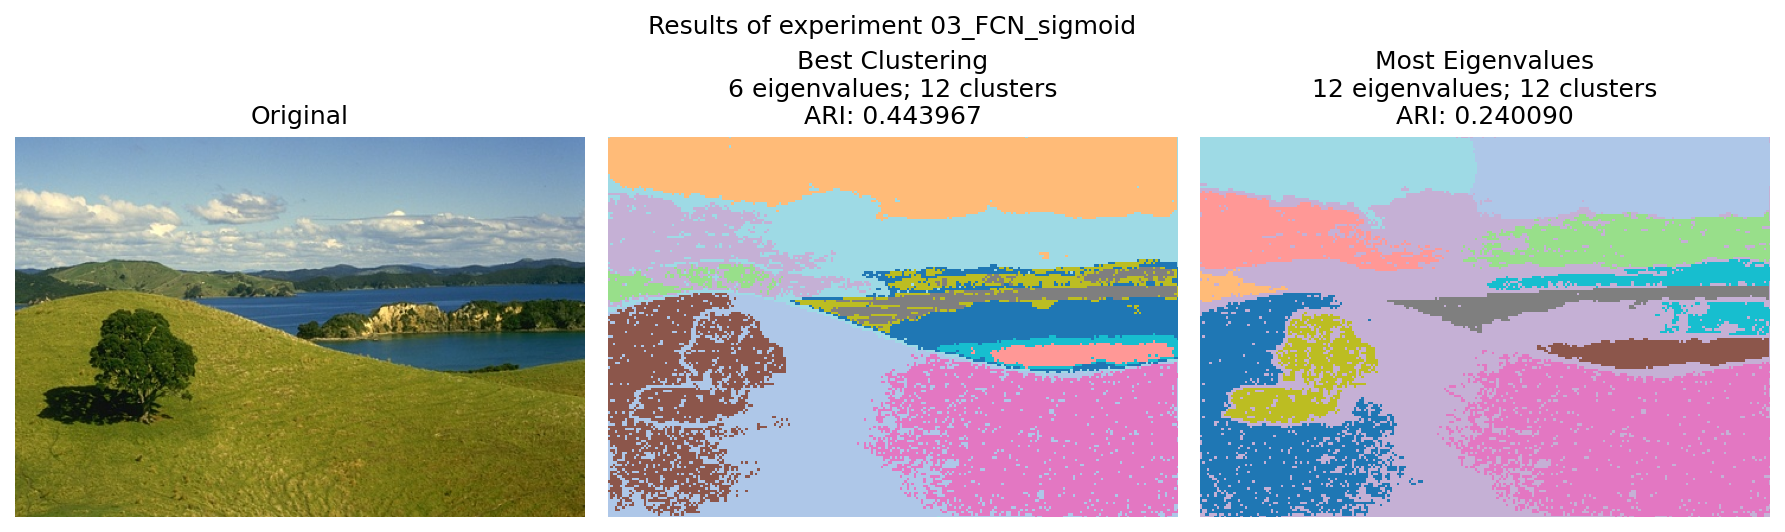 Results of experiment 03_FCN_sigmoid
Original
Best Clustering
6 eigenvalues; 12 clusters
ARI: 0.443967
Most Eigenvalues
12 eigenvalues; 12 clusters
ARI: 0.240090